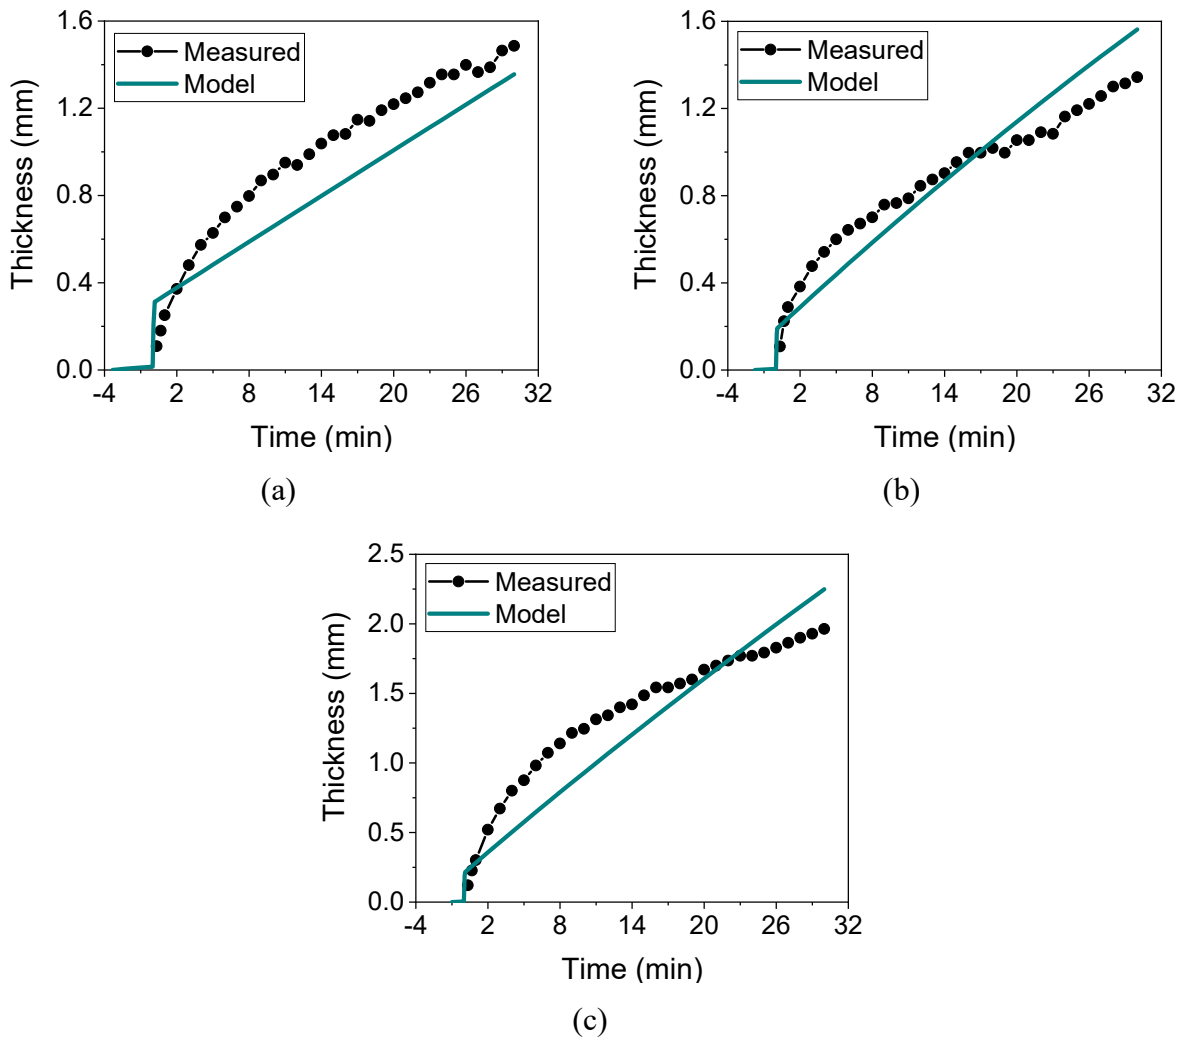 1.6
1.2
0.8
0.4
0.0
Thickness (mm)
Measured
Model
-4 2 8 14 20 26 32
Time (min)
(a)
1.6
1.2
0.8
0.4
0.0
Thickness (mm)
Measured
Model
-4 2 8 14 20 26 32
Time (min)
(b)
2.5
2.0
1.5
1.0
0.5
0.0
Thickness (mm)
Measured
Model
-4 2 8 14 20 26 32
Time (min)
(c)